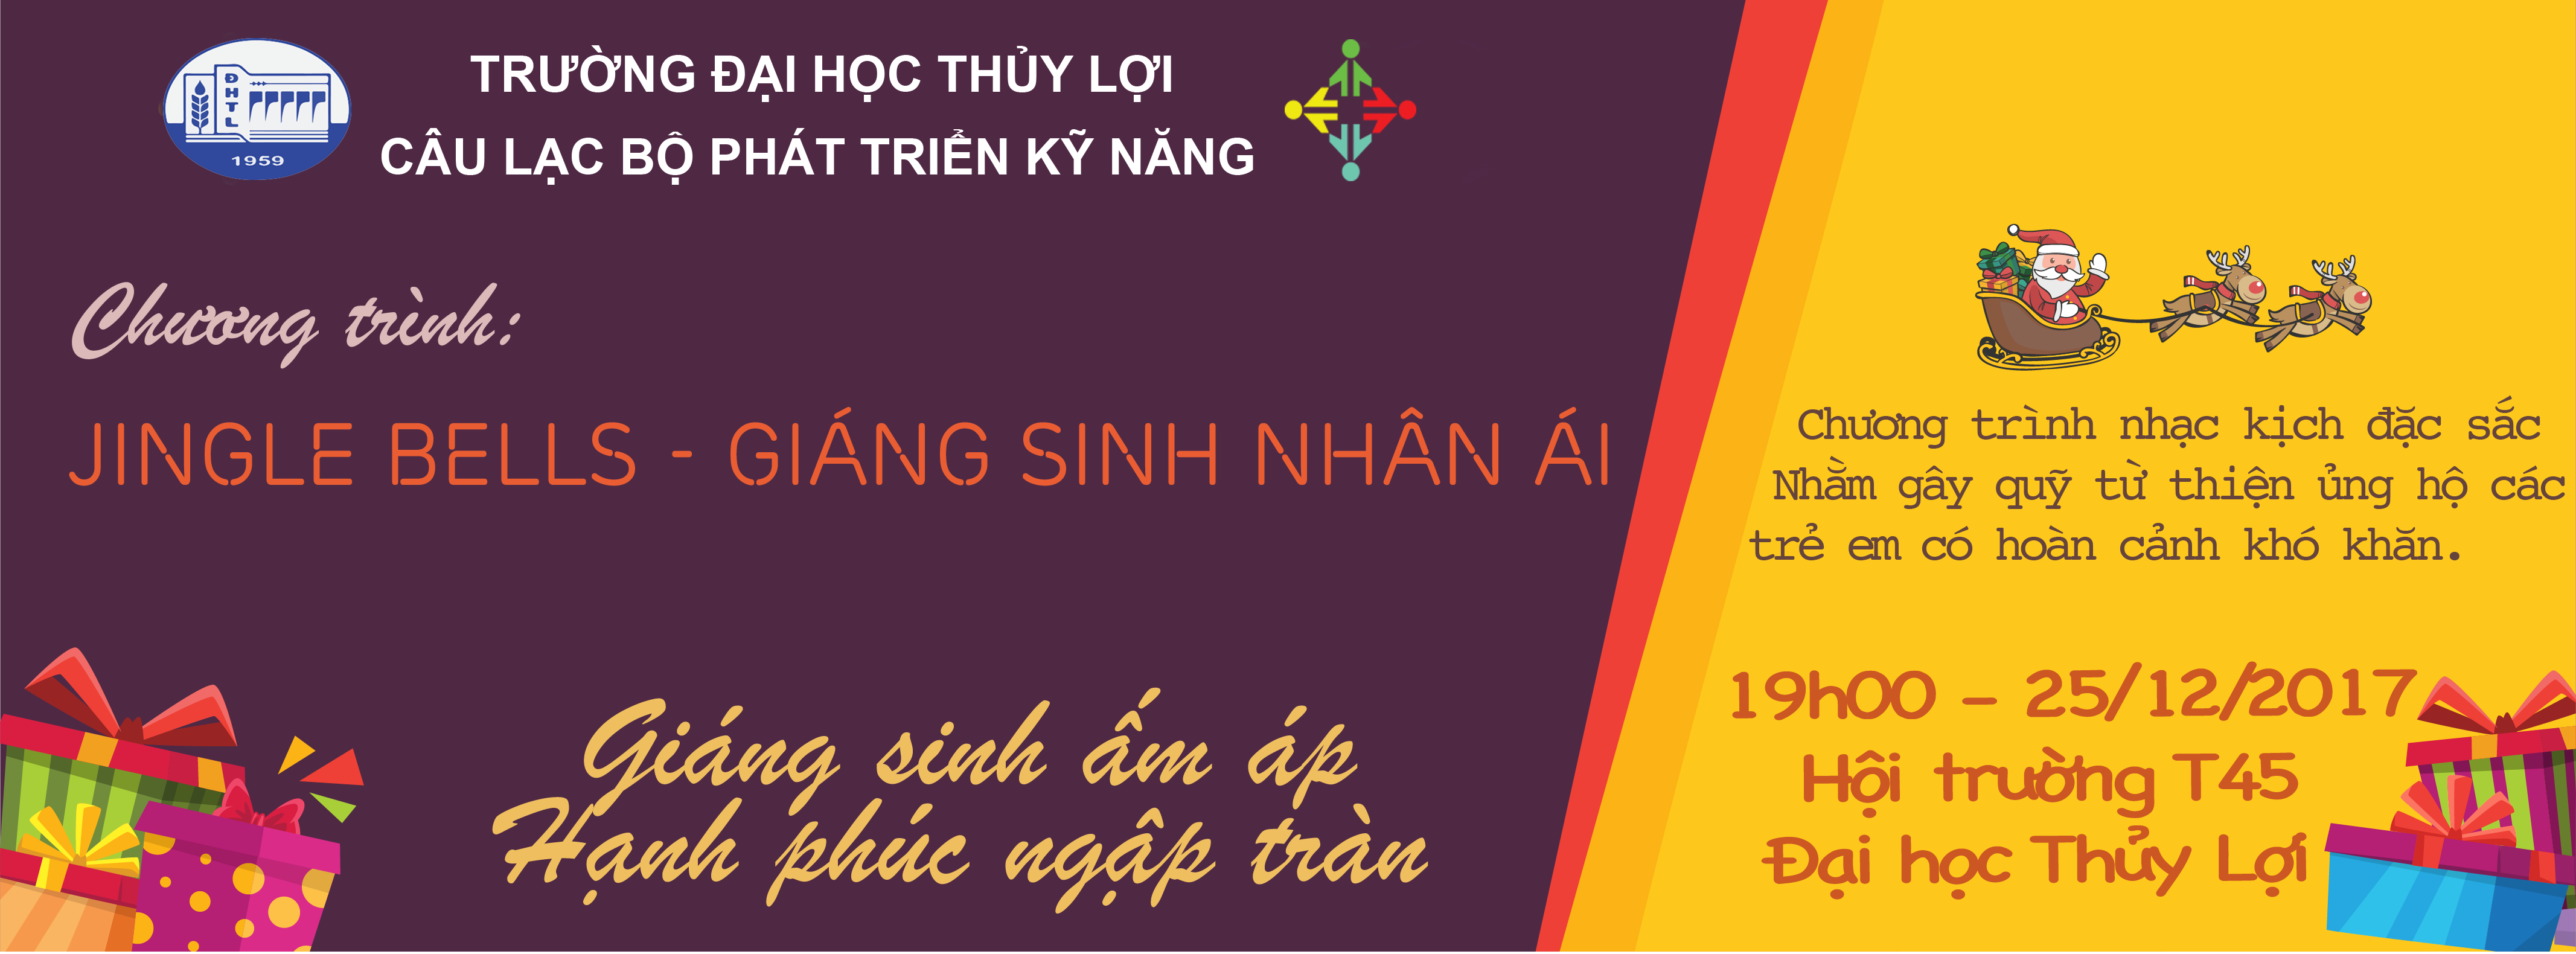 ĐHTL
1959
TRƯỜNG ĐẠI HỌC THỦY LỢI
CÂU LẠC BỘ PHÁT TRIỂN KỸ NĂNG
Chương trình:
JINGLE BELLS - GIÁNG SINH NHÂN ÁI
Giáng sinh ấm áp
Hạnh phúc ngập tràn
Chương trình nhạc kịch đặc sắc
Nhằm gây quỹ từ thiện ủng hộ các
trẻ em có hoàn cảnh khó khăn.
19h00 – 25/12/2017
Hội trường T45
Đại học Thủy Lợi